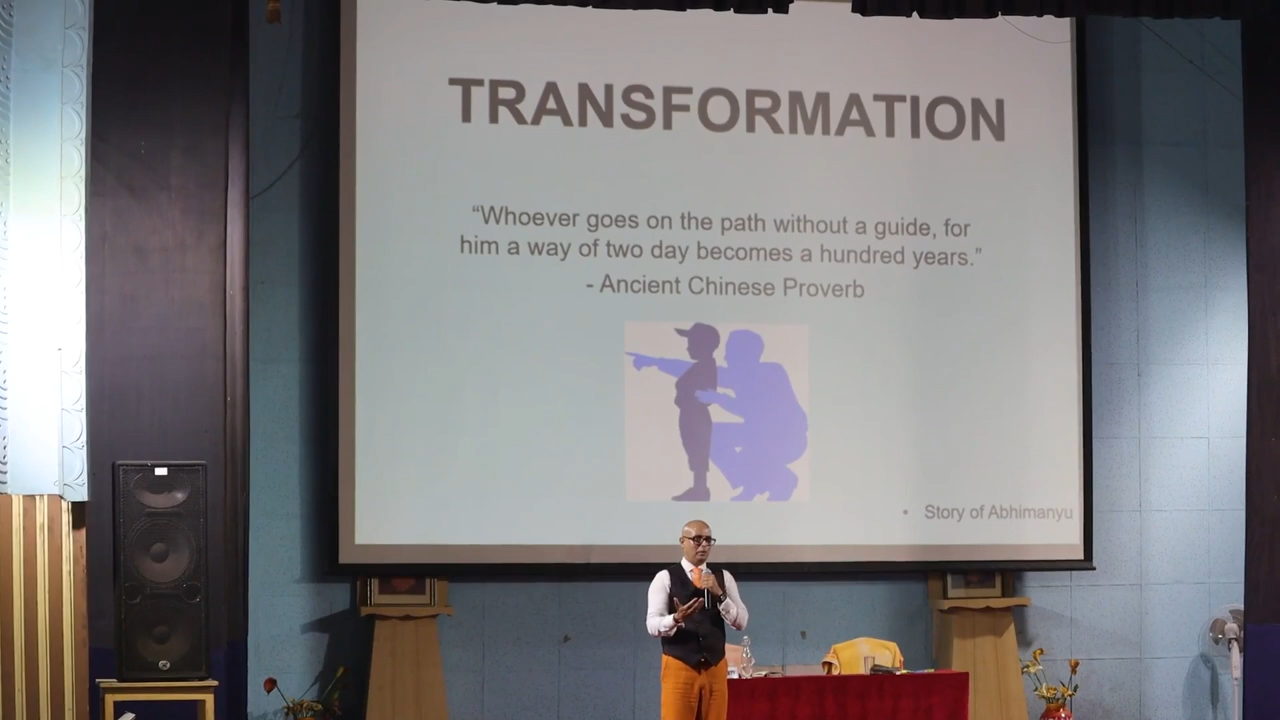 TRANSFORMATION
“Whoever goes on the path without a guide, for
him a way of two day becomes a hundred years.”
- Ancient Chinese Proverb
• Story of Abhimanyu